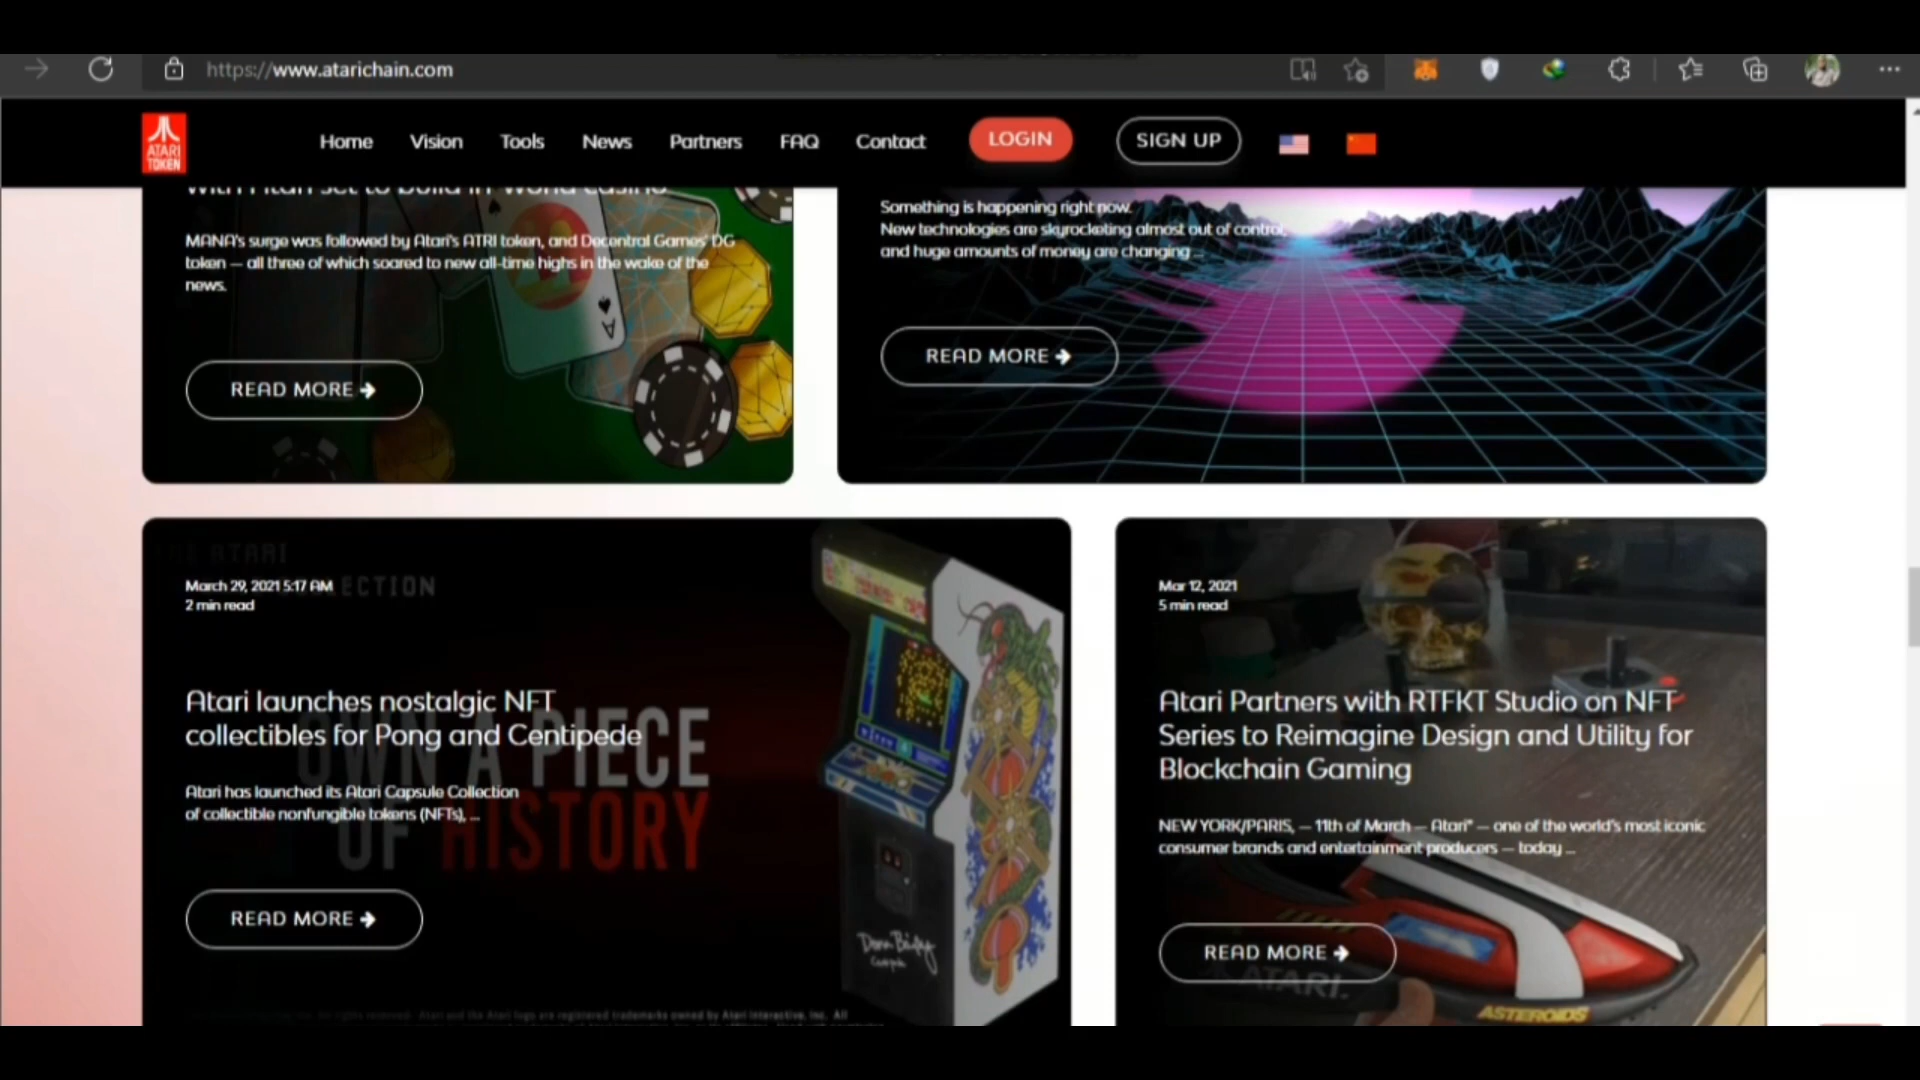 https://www.atarichain.com
ATARI
TOKEN
Home
Vision
Tools
News
Partners
FAQ
Contact
LOGIN
SIGN UP
with Atari set to build in-world casino
MANA's surge was followed by Atari's ATRI token, and Decentral Games' DG
token — all three of which soared to new all-time highs in the wake of the
news.
READ MORE
A
Something is happening right now.
New technologies are skyrocketing almost out of control,
and huge amounts of money are changing ...
READ MORE
March 29, 2021 5:17 AM
2 min read
ATARI
Atari launches nostalgic NFT
collectibles for Pong and Centipede
OWN A PIECE
OF HISTORY
Atari has launched its Atari Capsule Collection
of collectible nonfungible tokens (NFTs), ...
READ MORE
Mar 12, 2021
5 min read
Atari Partners with RTFKT Studio on NFT
Series to Reimagine Design and Utility for
Blockchain Gaming
NEW YORK/PARIS, — 11th of March — Atari® — one of the world's most iconic
consumer brands and entertainment producers — today ...
READ MORE
ATARI
ASTEROIDS